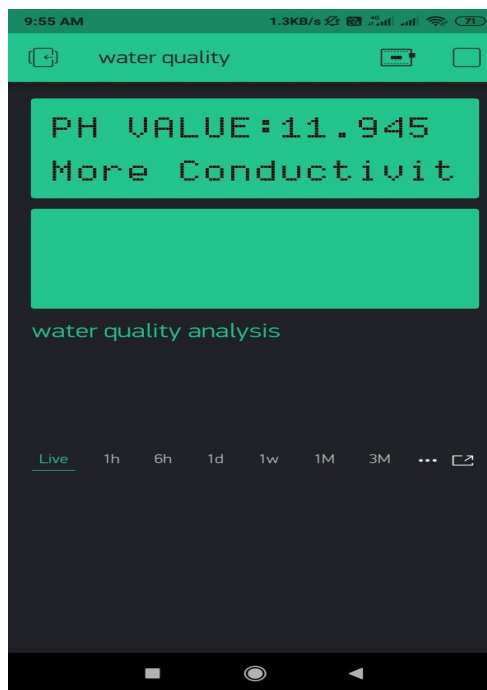 9:55 AM 1.3KB/s 4G 71
water quality
PH VALUE:11.945
More Conductivit
water quality analysis
Live 1h 6h 1d 1w 1M 3M •••